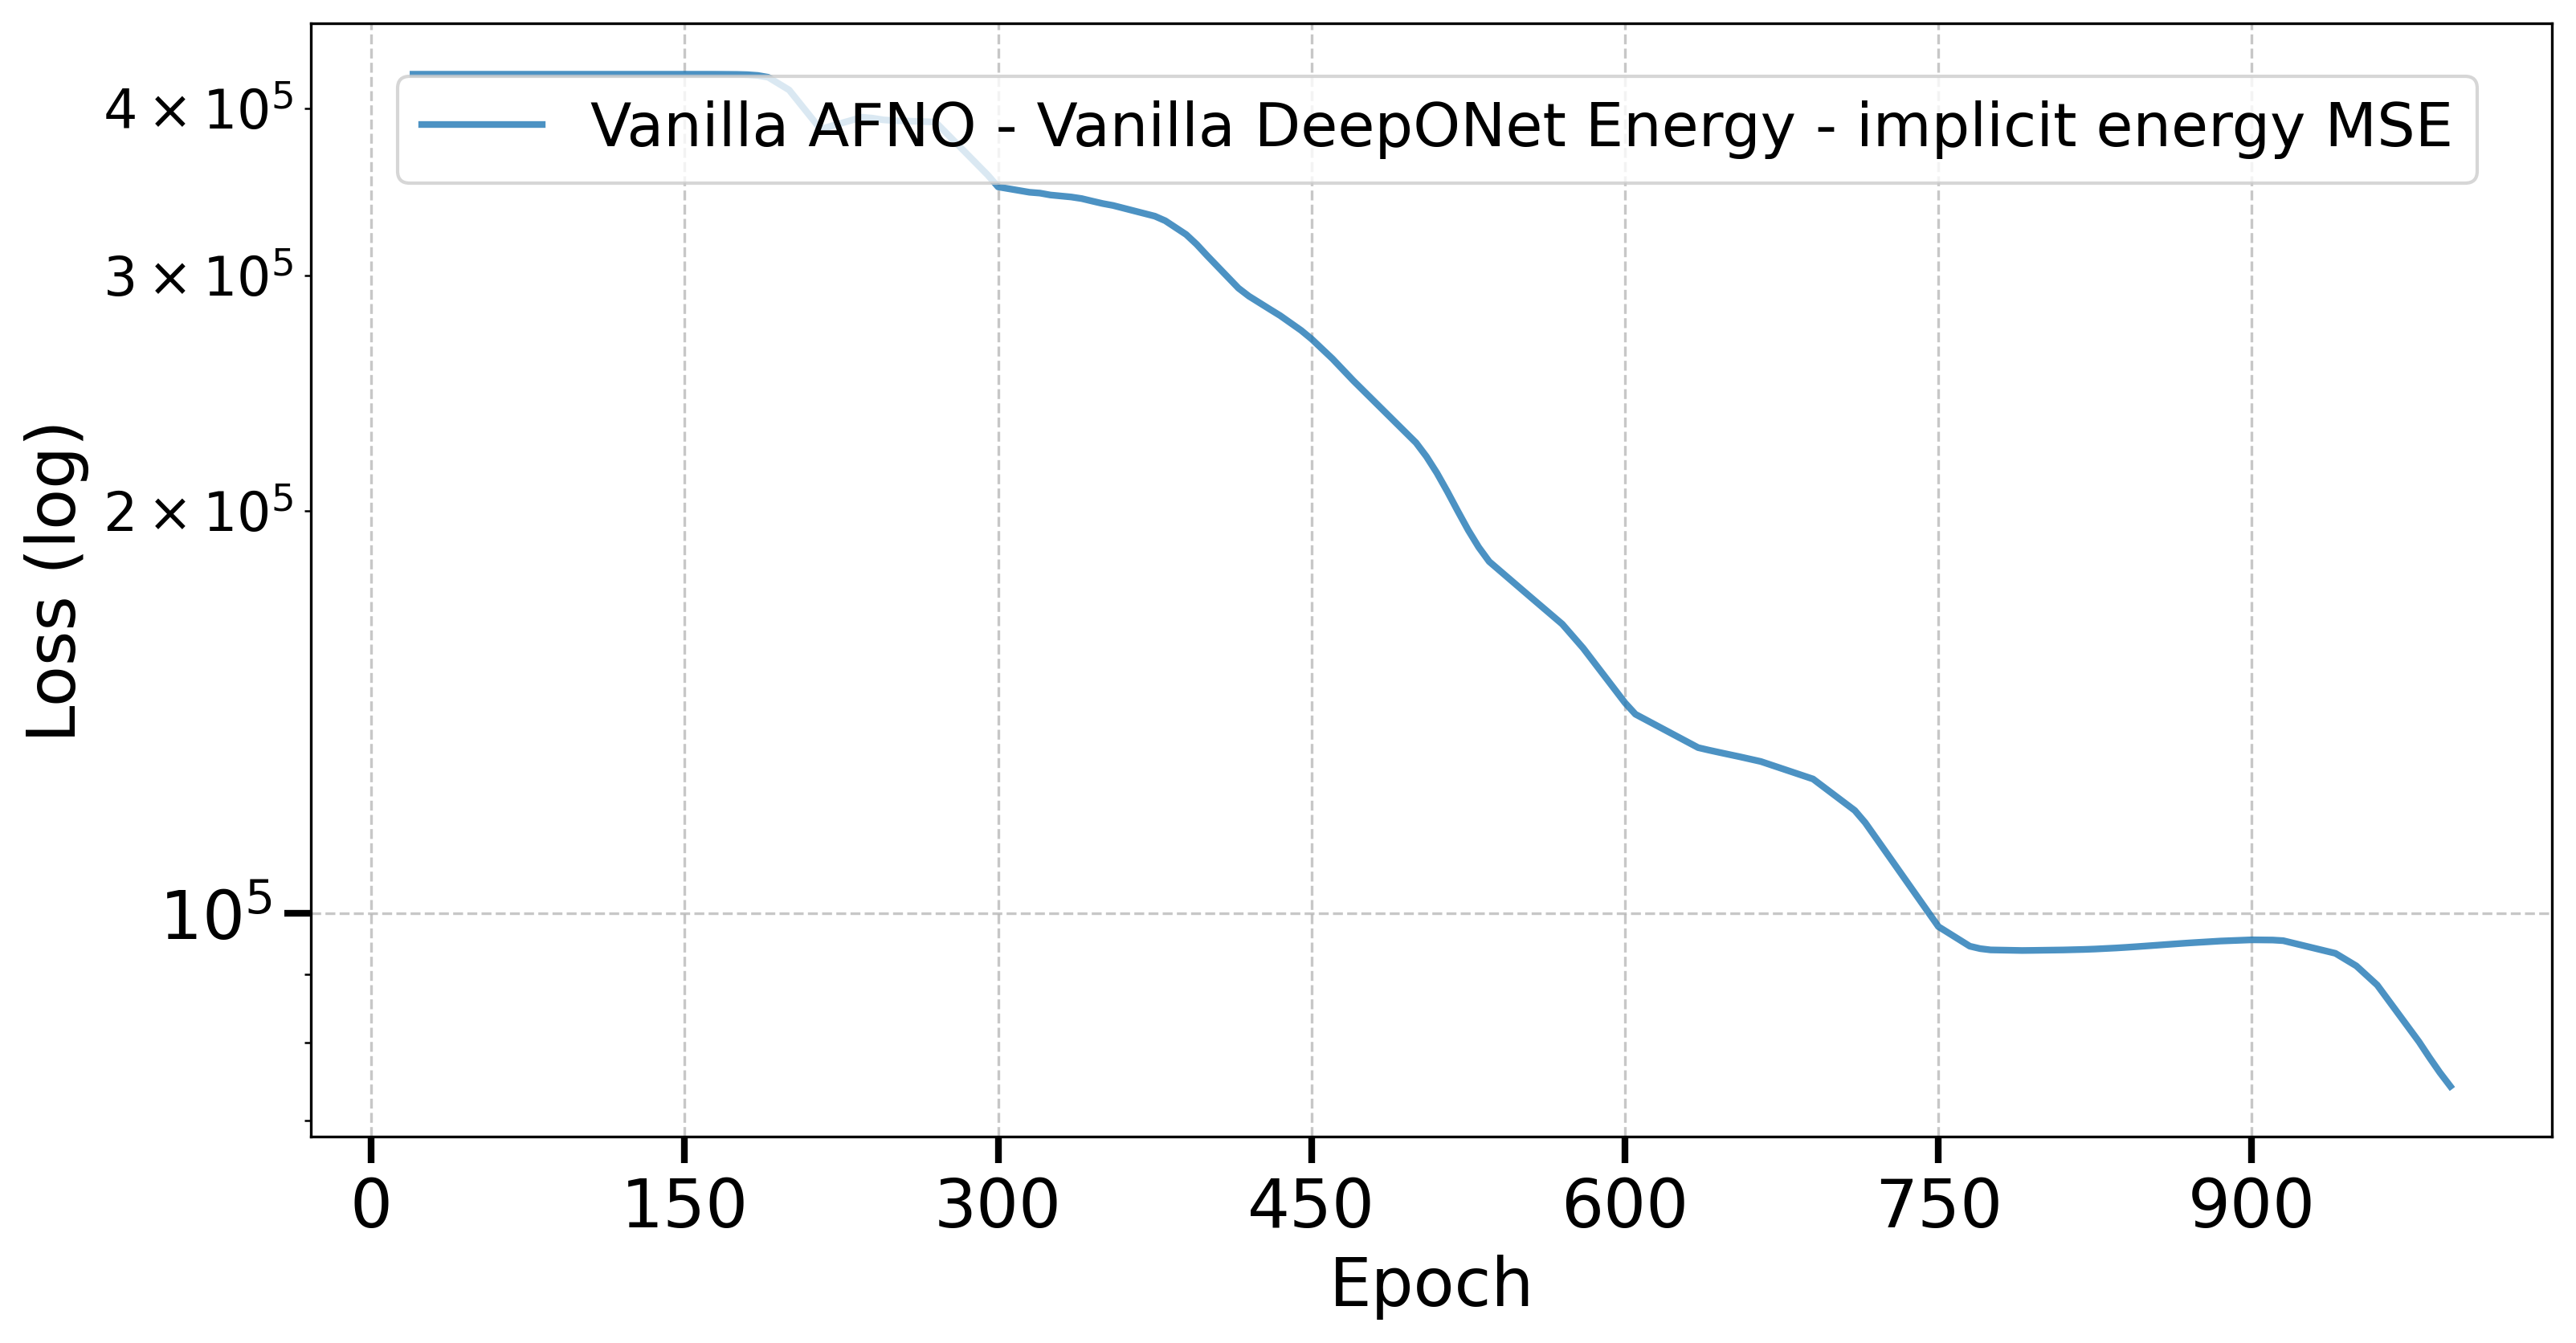 Vanilla AFNO - Vanilla DeepONet Energy - implicit energy MSE
Loss (log)
4 × 10⁵
3 × 10⁵
2 × 10⁵
10⁵
0 150 300 450 600 750 900
Epoch